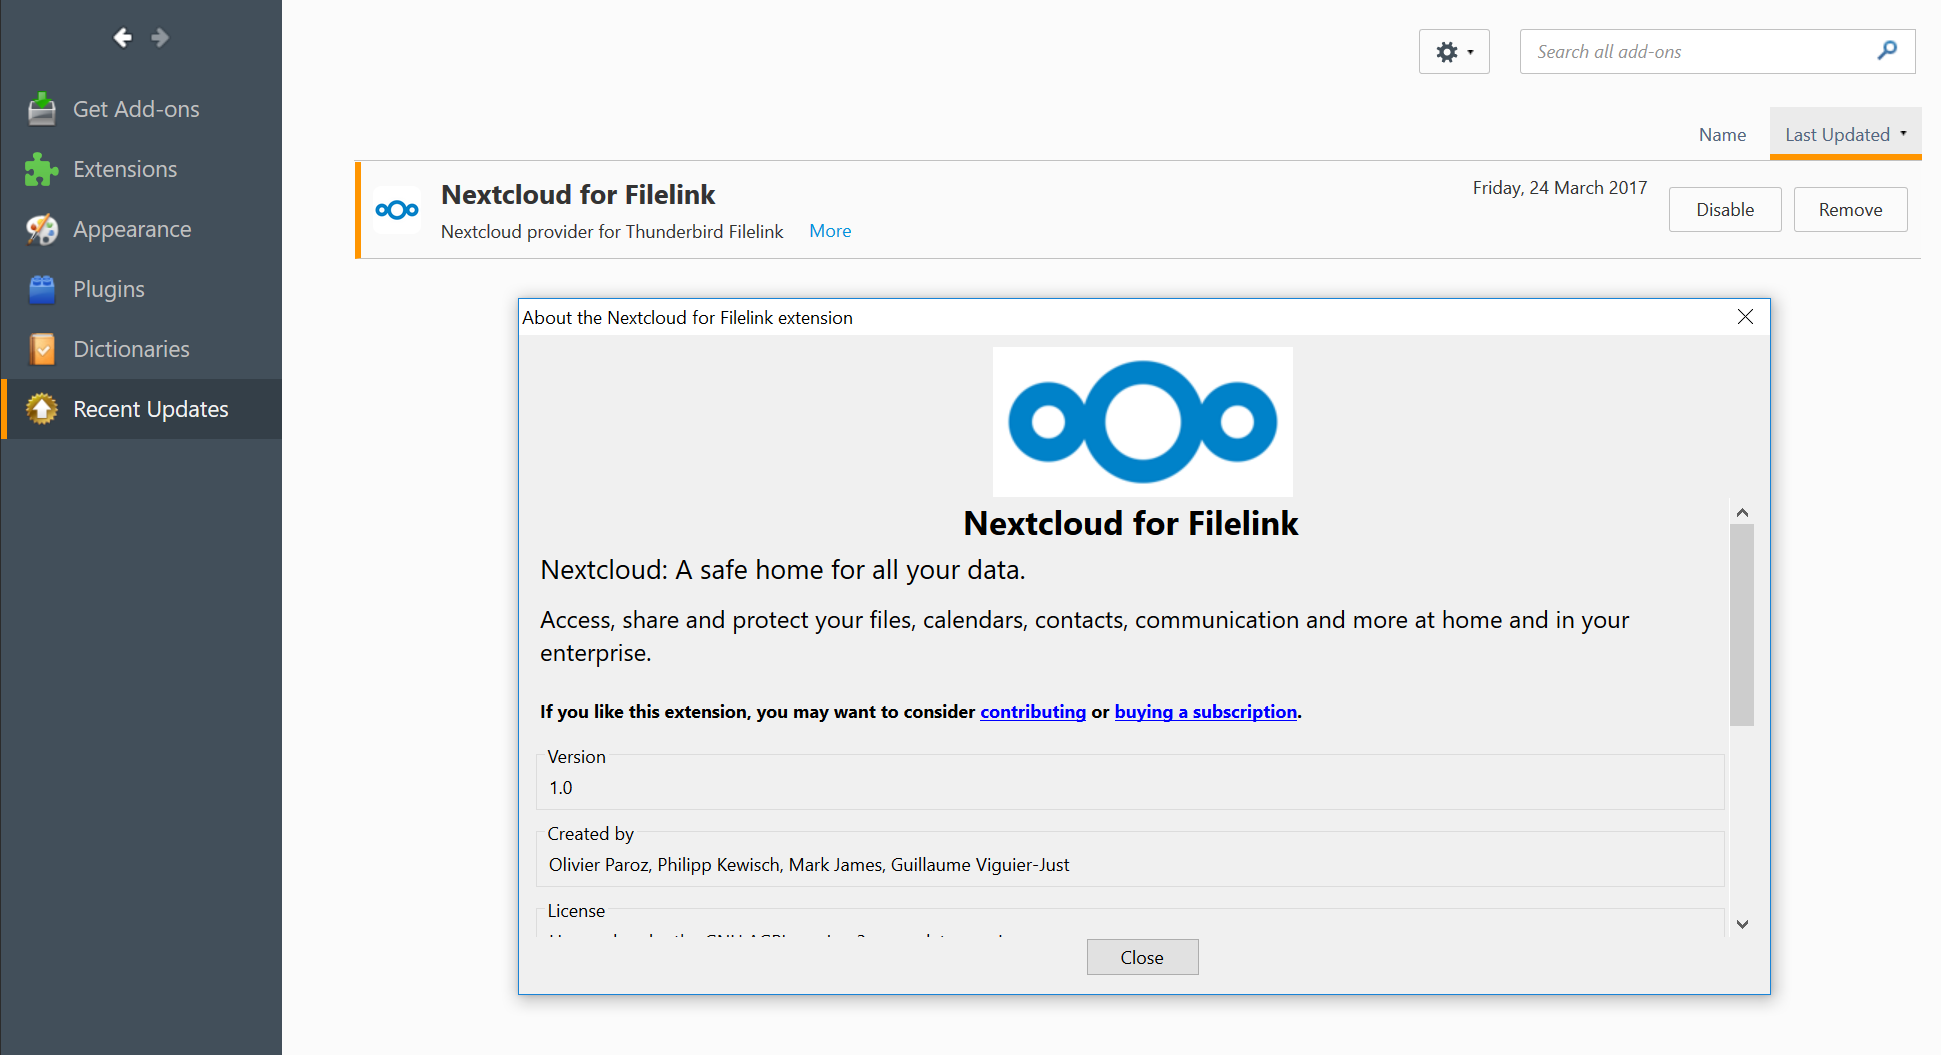 Get Add-ons
Extensions
Appearance
Plugins
Dictionaries
Recent Updates
Search all add-ons
Name
Last Updated
Nextcloud for Filelink
Friday, 24 March 2017
Disable
Remove
Nextcloud provider for Thunderbird Filelink More
About the Nextcloud for Filelink extension
Nextcloud for Filelink
Nextcloud: A safe home for all your data.
Access, share and protect your files, calendars, contacts, communication and more at home and in your
enterprise.
If you like this extension, you may want to consider contributing or buying a subscription.
Version
1.0
Created by
Olivier Paroz, Philipp Kewisch, Mark James, Guillaume Viguier-Just
License
Close